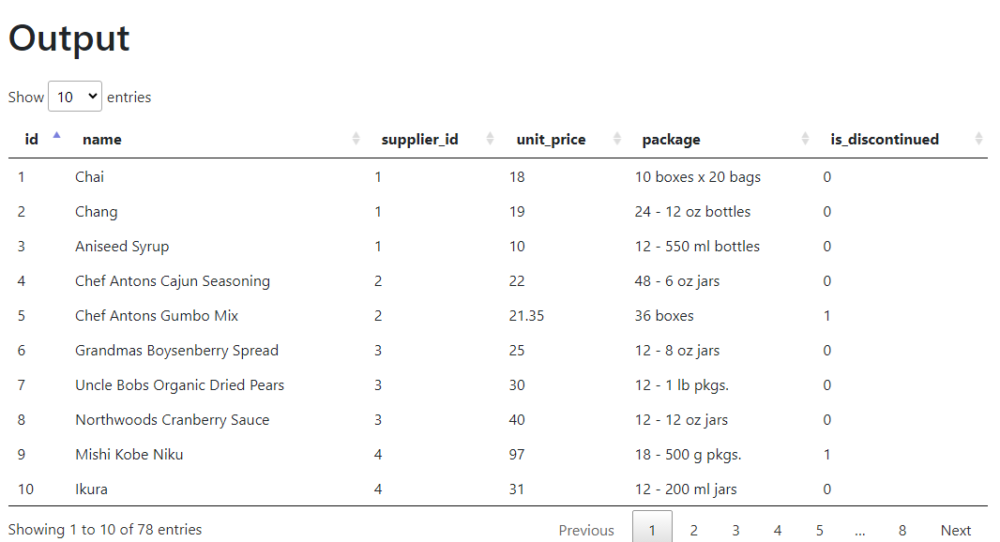 Output
Show 10 entries
id name supplier_id unit_price package is_discontinued
1 Chai 1 18 10 boxes x 20 bags 0
2 Chang 1 19 24 - 12 oz bottles 0
3 Aniseed Syrup 1 10 12 - 550 ml bottles 0
4 Chef Antons Cajun Seasoning 2 22 48 - 6 oz jars 0
5 Chef Antons Gumbo Mix 2 21.35 36 boxes 1
6 Grandmas Boysenberry Spread 3 25 12 - 8 oz jars 0
7 Uncle Bobs Organic Dried Pears 3 30 12 - 1 lb pkgs. 0
8 Northwoods Cranberry Sauce 3 40 12 - 12 oz jars 0
9 Mishi Kobe Niku 4 97 18 - 500 g pkgs. 1
10 Ikura 4 31 12 - 200 ml jars 0
Showing 1 to 10 of 78 entries Previous 1 2 3 4 5 ... 8 Next